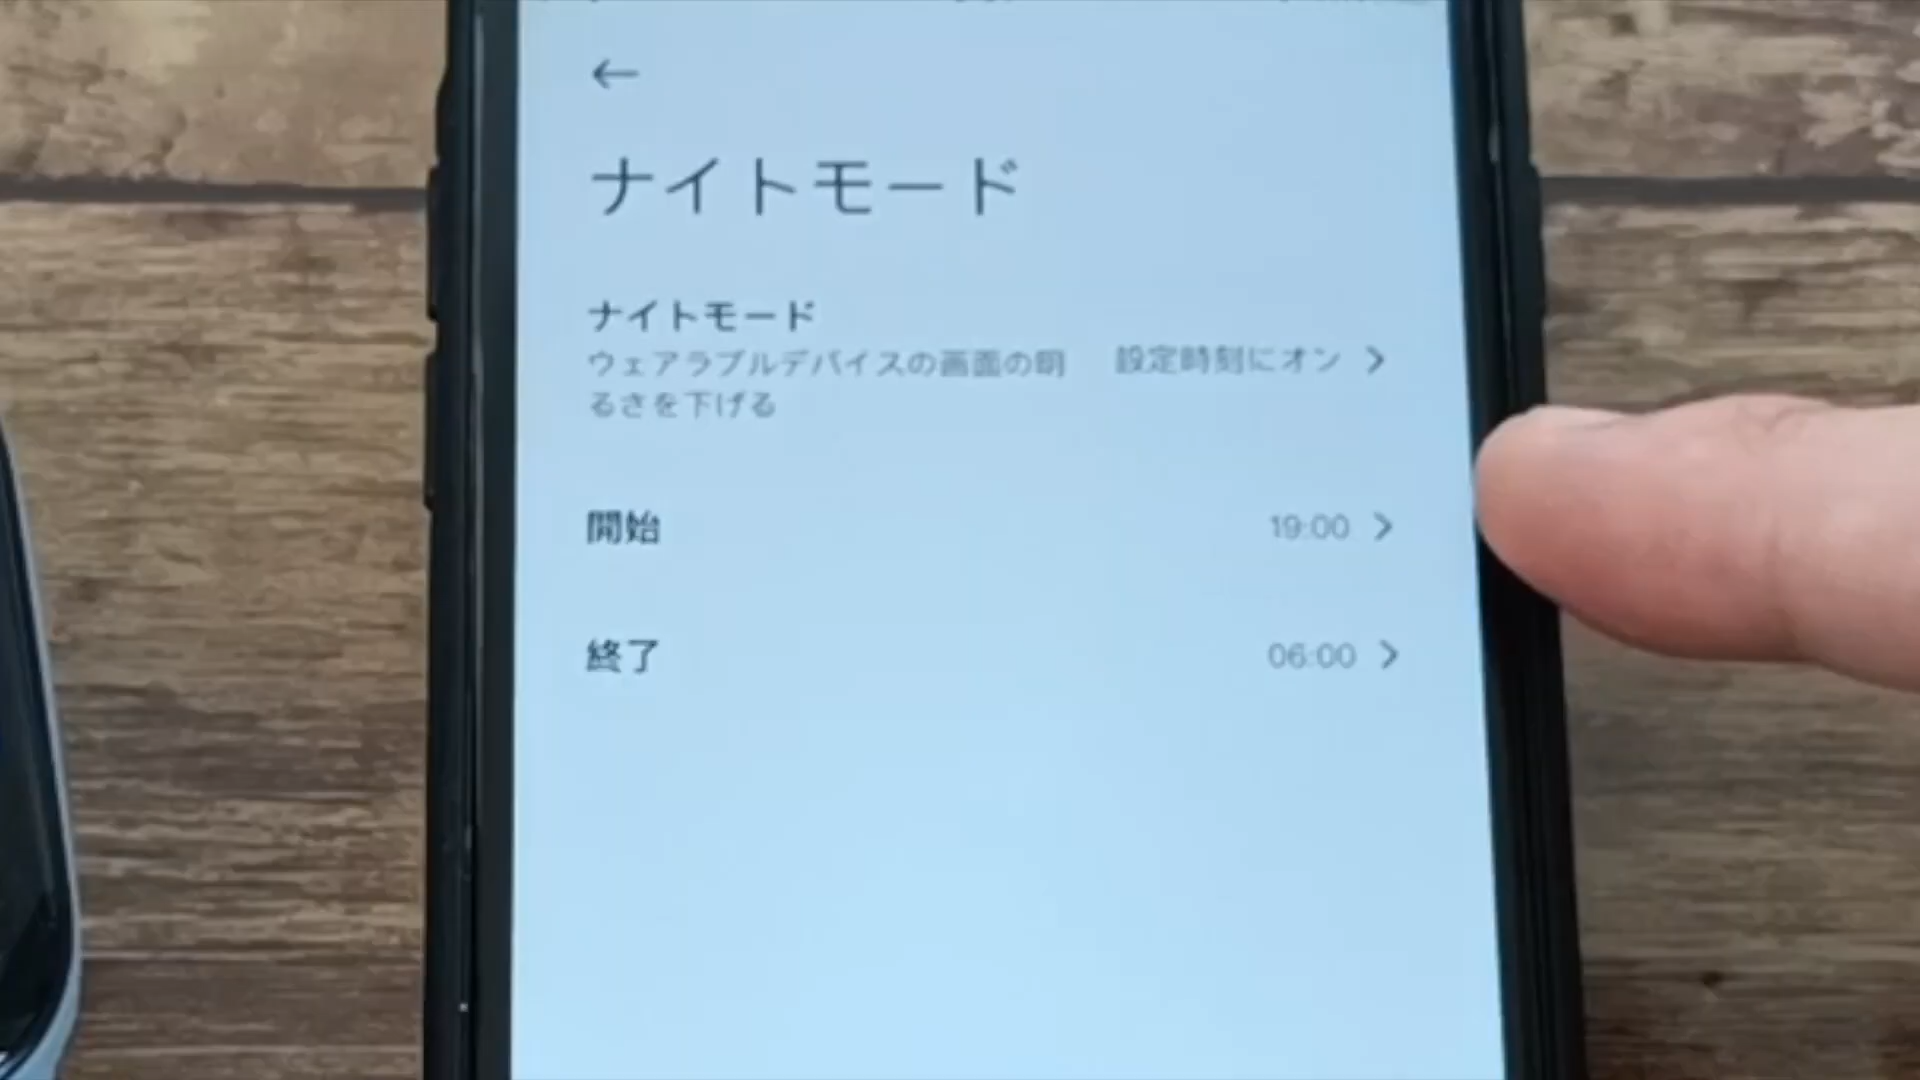 ナイトモード
ナイトモード
ウェアラブルデバイスの画面の明
るさを下げる
設定時刻にオン
開始
19:00
終了
06:00